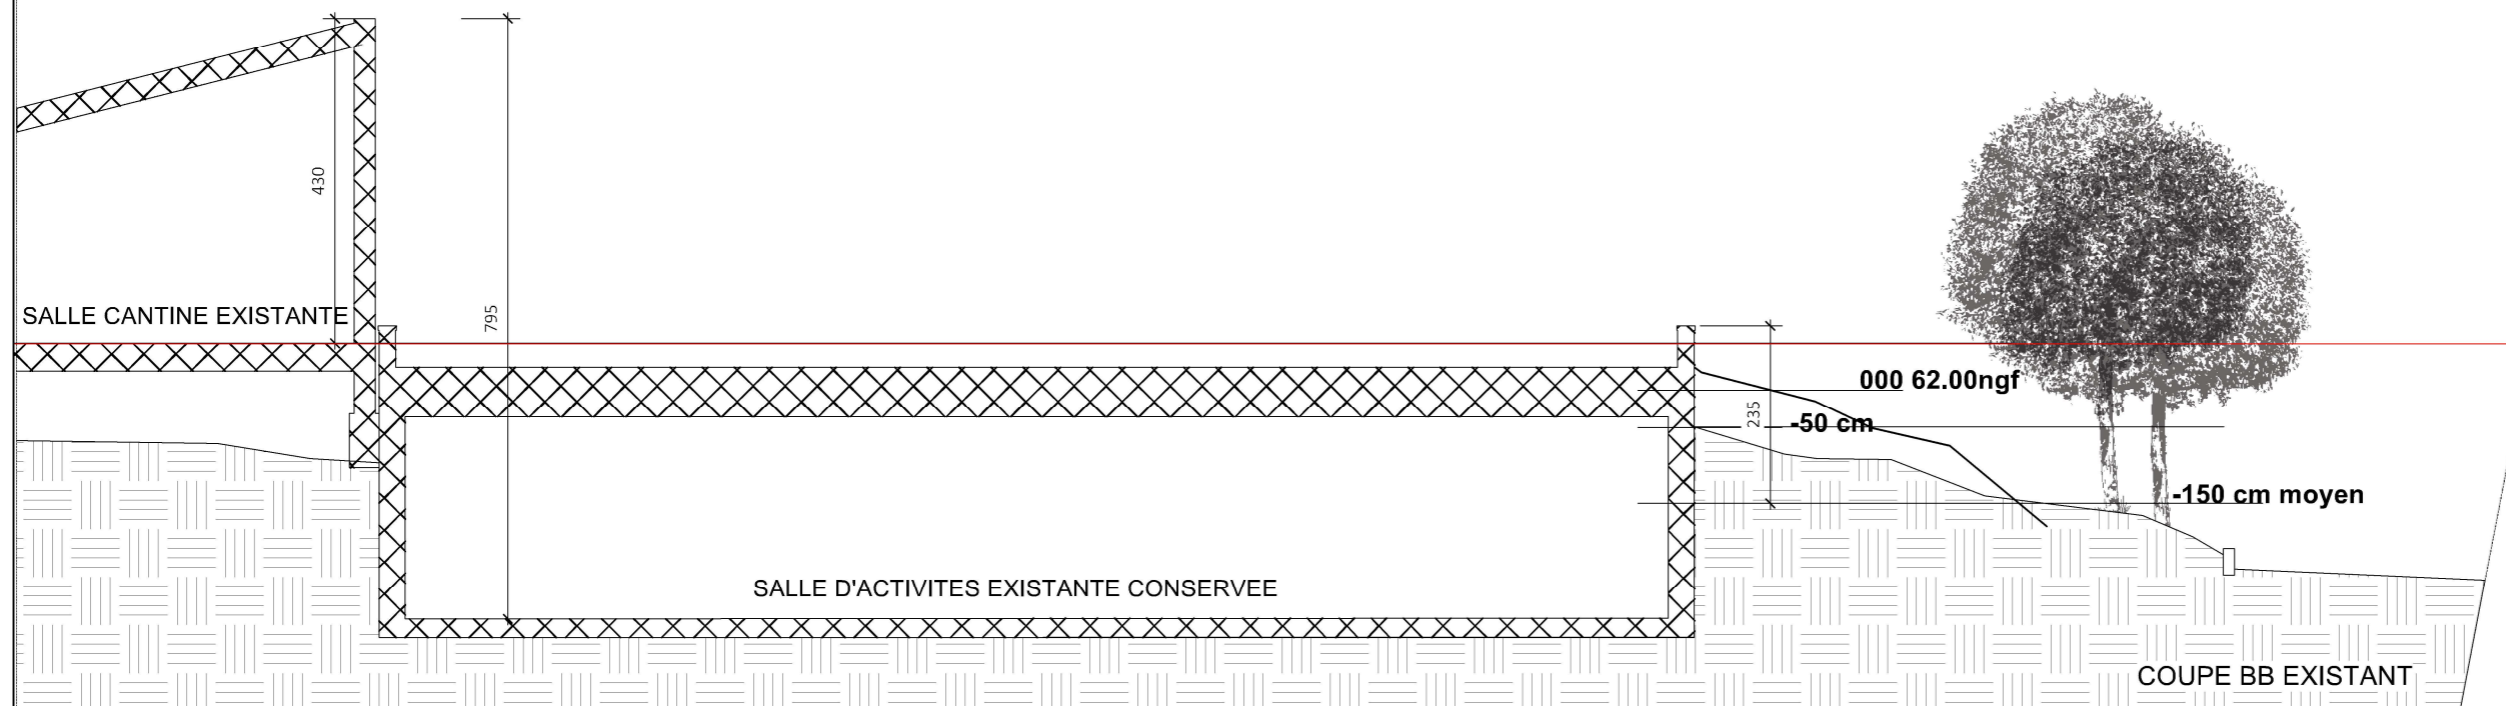 430
795
SALLE CANTINE EXISTANTE
000 62.00ngf
235
-50 cm
-150 cm moyen
SALLE D'ACTIVITES EXISTANTE CONSERVEE
COUPE BB EXISTANT